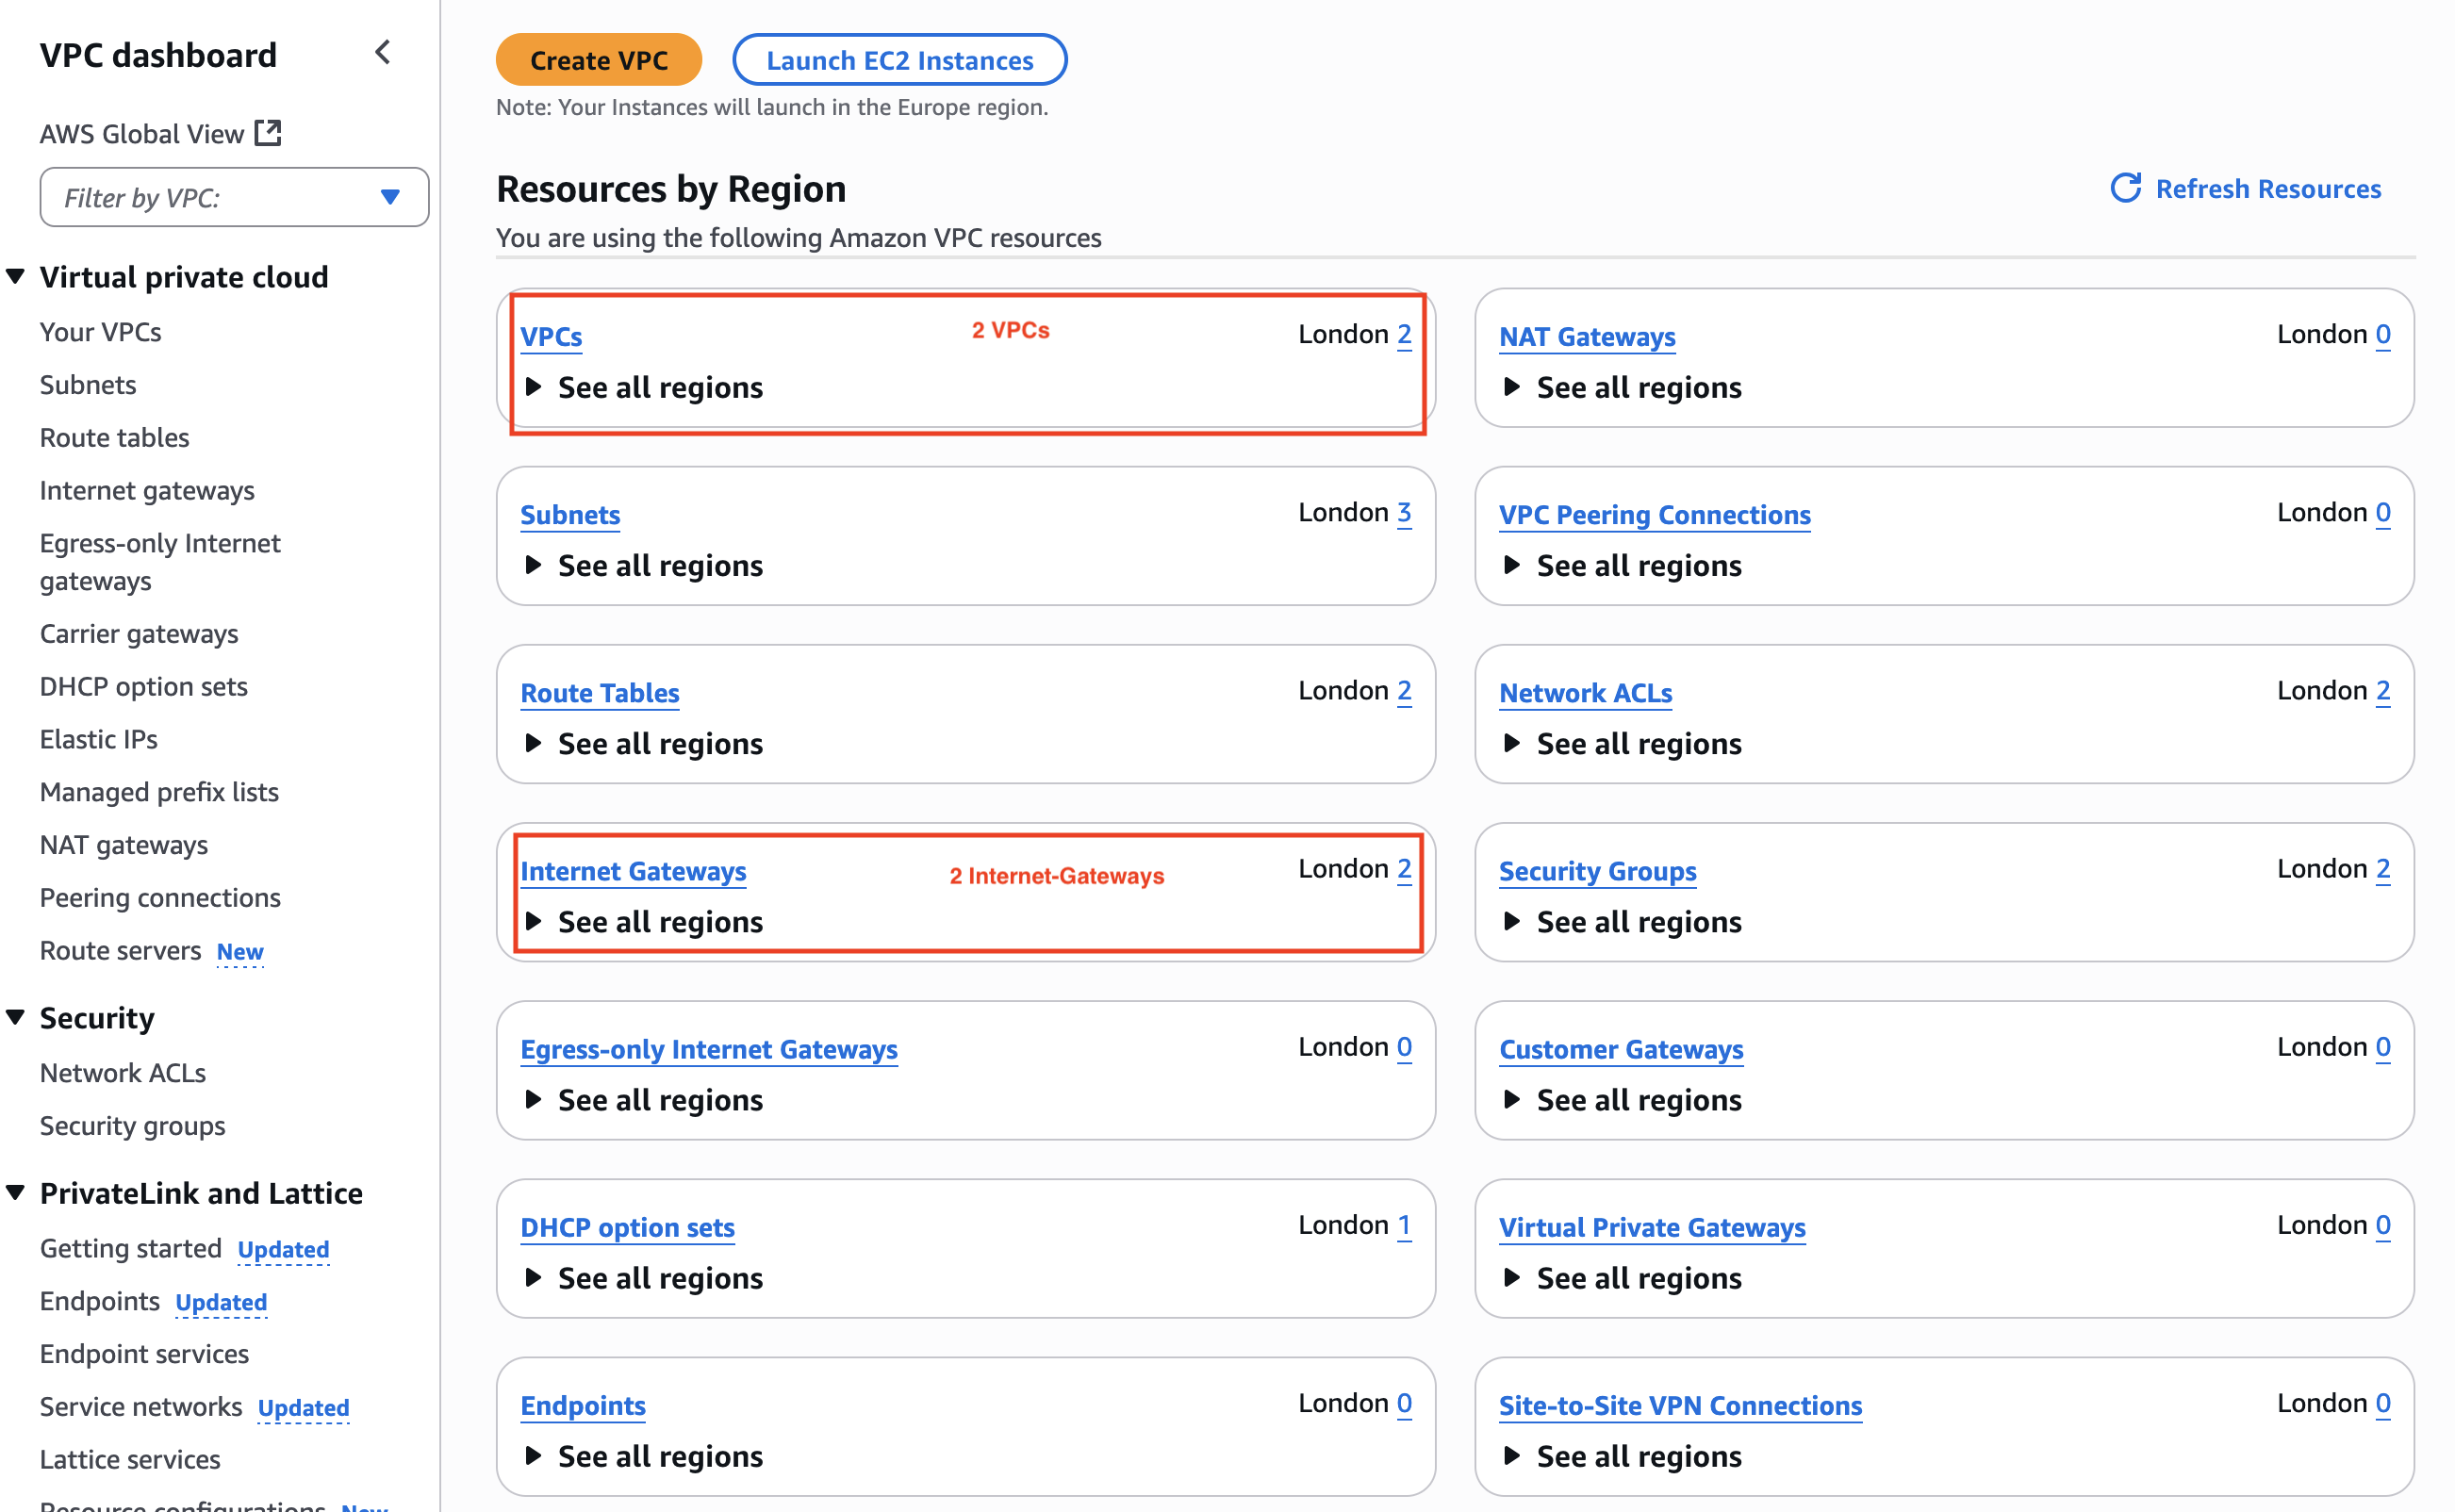 VPC dashboard
AWS Global View
Filter by VPC:
Virtual private cloud
Your VPCs
Subnets
Route tables
Internet gateways
Egress-only Internet
gateways
Carrier gateways
DHCP option sets
Elastic IPs
Managed prefix lists
NAT gateways
Peering connections
Route servers New
Security
Network ACLs
Security groups
PrivateLink and Lattice
Getting started Updated
Endpoints Updated
Endpoint services
Service networks Updated
Lattice services
Resource configurations New
Create VPC Launch EC2 Instances
Note: Your Instances will launch in the Europe region.
Resources by Region Refresh Resources
You are using the following Amazon VPC resources
VPCs 2 VPCs London 2
See all regions
NAT Gateways London 0
See all regions
Subnets London 3
See all regions
VPC Peering Connections London 0
See all regions
Route Tables London 2
See all regions
Network ACLs London 2
See all regions
Internet Gateways 2 Internet-Gateways London 2
See all regions
Security Groups London 2
See all regions
Egress-only Internet Gateways London 0
See all regions
Customer Gateways London 0
See all regions
DHCP option sets London 1
See all regions
Virtual Private Gateways London 0
See all regions
Endpoints London 0
See all regions
Site-to-Site VPN Connections London 0
See all regions